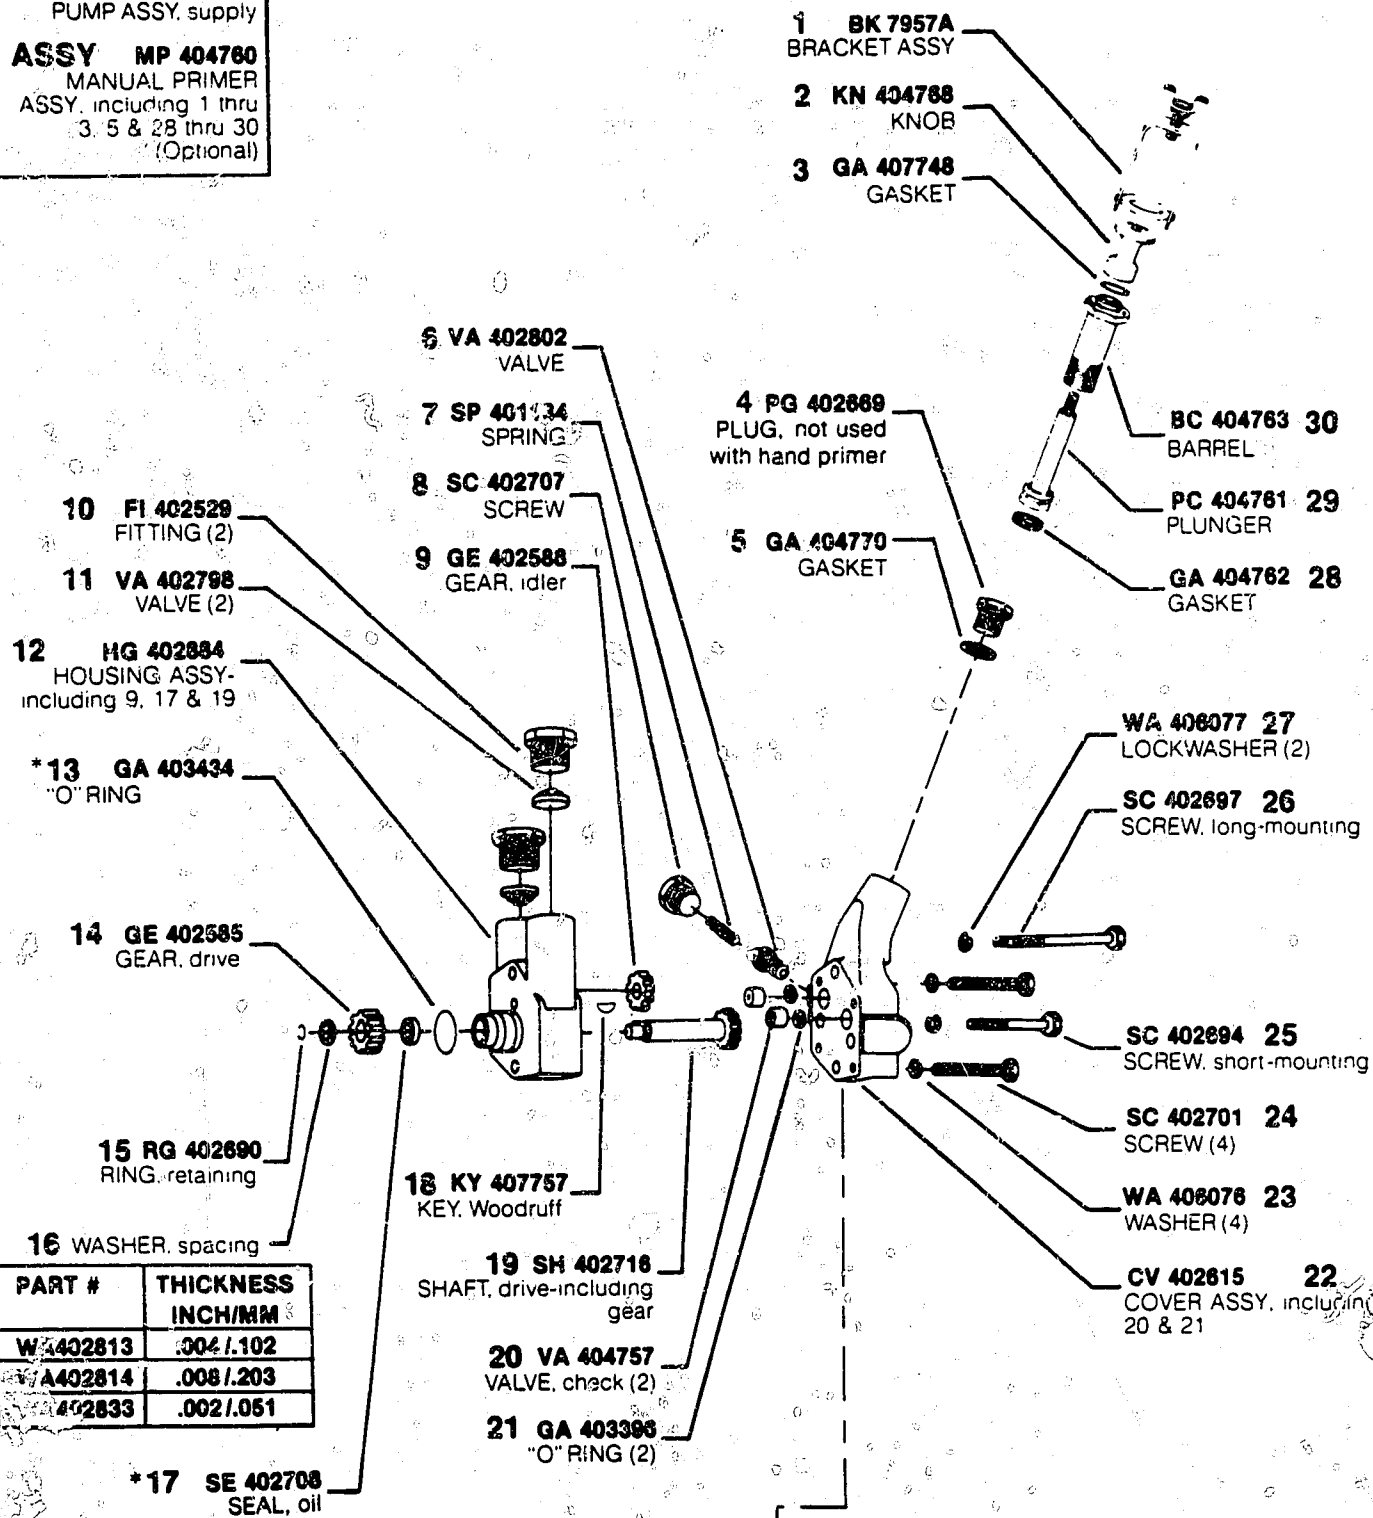 PUMP ASSY, supply
ASSY MP 404760
MANUAL PRIMER
ASSY, including 1 thru
3, 5 & 28 thru 30
(Optional)
1 BK 7957A
BRACKET ASSY
2 KN 404768
KNOB
3 GA 407748
GASKET
6 VA 402802
VALVE
7 SP
SPRING
8 SC 402707
SCREW
9 GE 402588
GEAR, idler
4 PG 402669
PLUG, not used
with hand primer
5 GA 404770
GASKET
BC 404763 30
BARREL
PC 404761 29
PLUNGER
GA 404762 28
GASKET
10 FI 402529
FITTING (2)
11 VA 402798
VALVE (2)
12 HG 402884
HOUSING ASSY-
including 9, 17 & 19
*13 GA 403434
"O" RING
14 GE 402585
GEAR, drive
15 RG 402690
RING, retaining
16 WASHER, spacing
PART # THICKNESS
INCH/MM
WA402813 .004/.102
A402814 .008/.203
402833 .002/.051
*17 SE 402708
SEAL, oil
18 KY 407757
KEY, Woodruff
19 SH 402716
SHAFT, drive-including
gear
20 VA 404757
VALVE, check (2)
21 GA 403396
"O" RING (2)
WA 406077 27
LOCKWASHER (2)
SC 402697 26
SCREW, long-mounting
SC 402694 25
SCREW, short-mounting
SC 402701 24
SCREW (4)
WA 406076 23
WASHER (4)
CV 402615 22
COVER ASSY, including
20 & 21